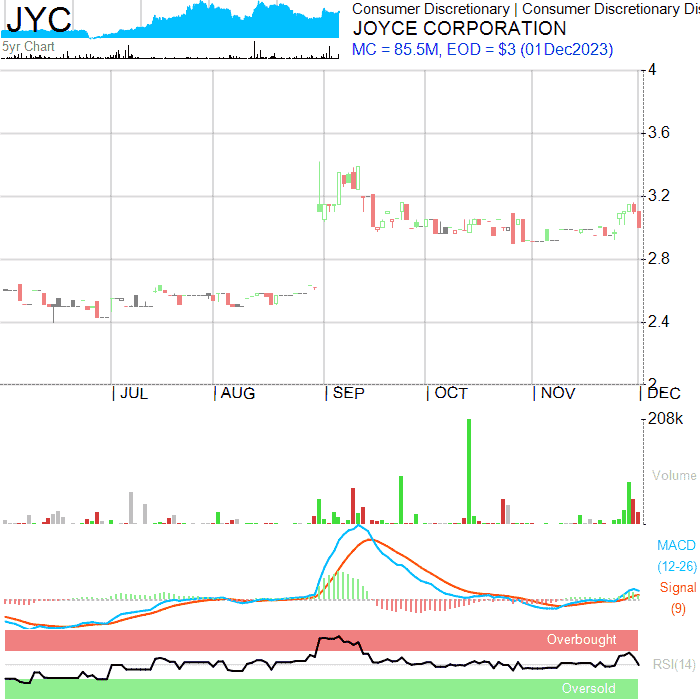 JYC
5yr Chart
Consumer Discretionary | Consumer Discretionary Dis
JOYCE CORPORATION
MC = 85.5M, EOD = $3 (01Dec2023)
4
3.6
3.2
2.8
2.4
2
| JUL | AUG | SEP | OCT | NOV | DEC
208k
Volume
MACD
(12-26)
Signal
(9)
Overbought
RSI(14)
Oversold